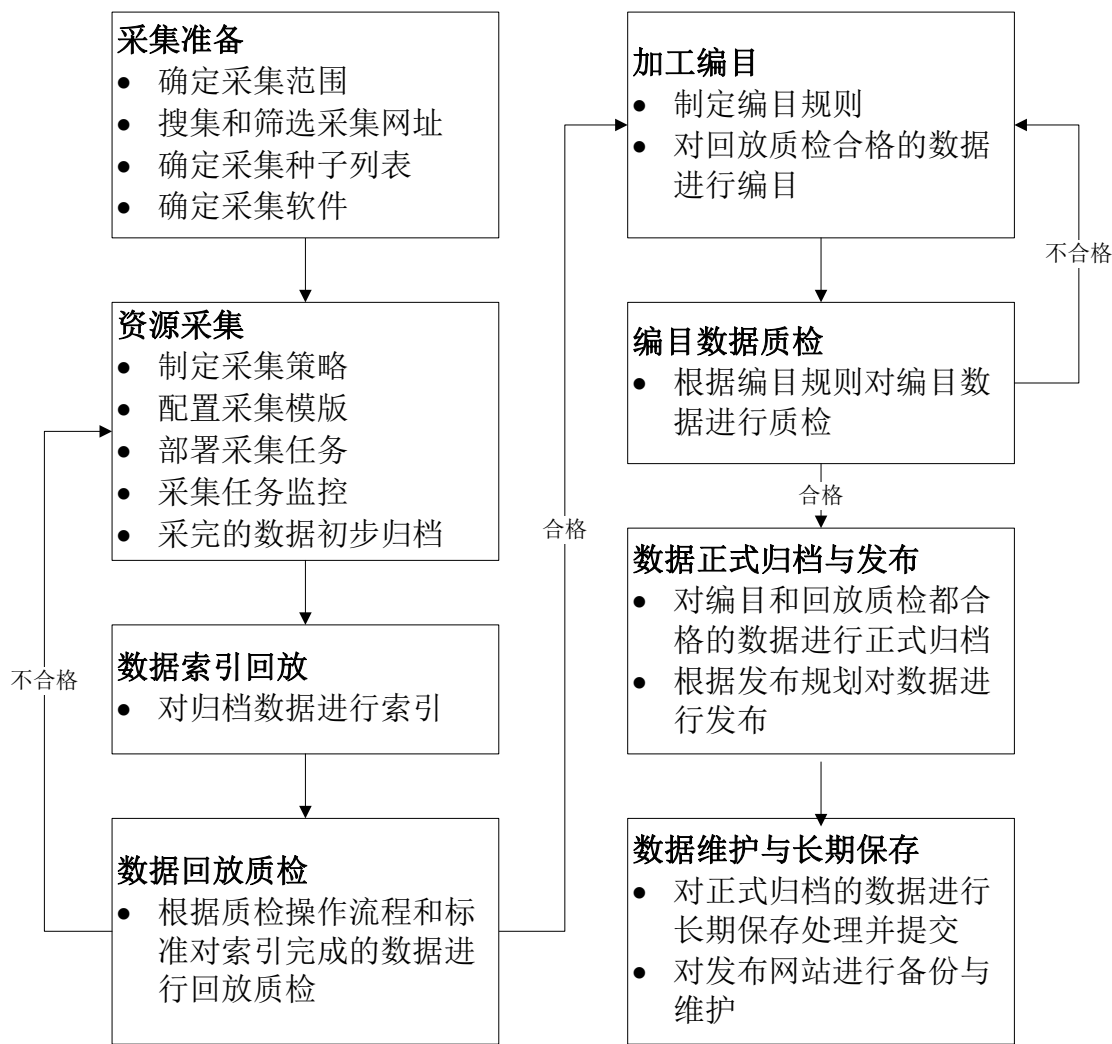 采集准备
● 确定采集范围
● 搜集和筛选采集网址
● 确定采集种子列表
● 确定采集软件
资源采集
● 制定采集策略
● 配置采集模版
● 部署采集任务
● 采集任务监控
● 采完的数据初步归档
不合格
数据索引回放
● 对归档数据进行索引
数据回放质检
● 根据质检操作流程和标
准对索引完成的数据进
行回放质检
合格
加工编目
● 制定编目规则
● 对回放质检合格的数据
进行编目
不合格
编目数据质检
● 根据编目规则对编目数
据进行质检
合格
数据正式归档与发布
● 对编目和回放质检都合
格的数据进行正式归档
● 根据发布规划对数据进
行发布
数据维护与长期保存
● 对正式归档的数据进行
长期保存处理并提交
● 对发布网站进行备份与
维护